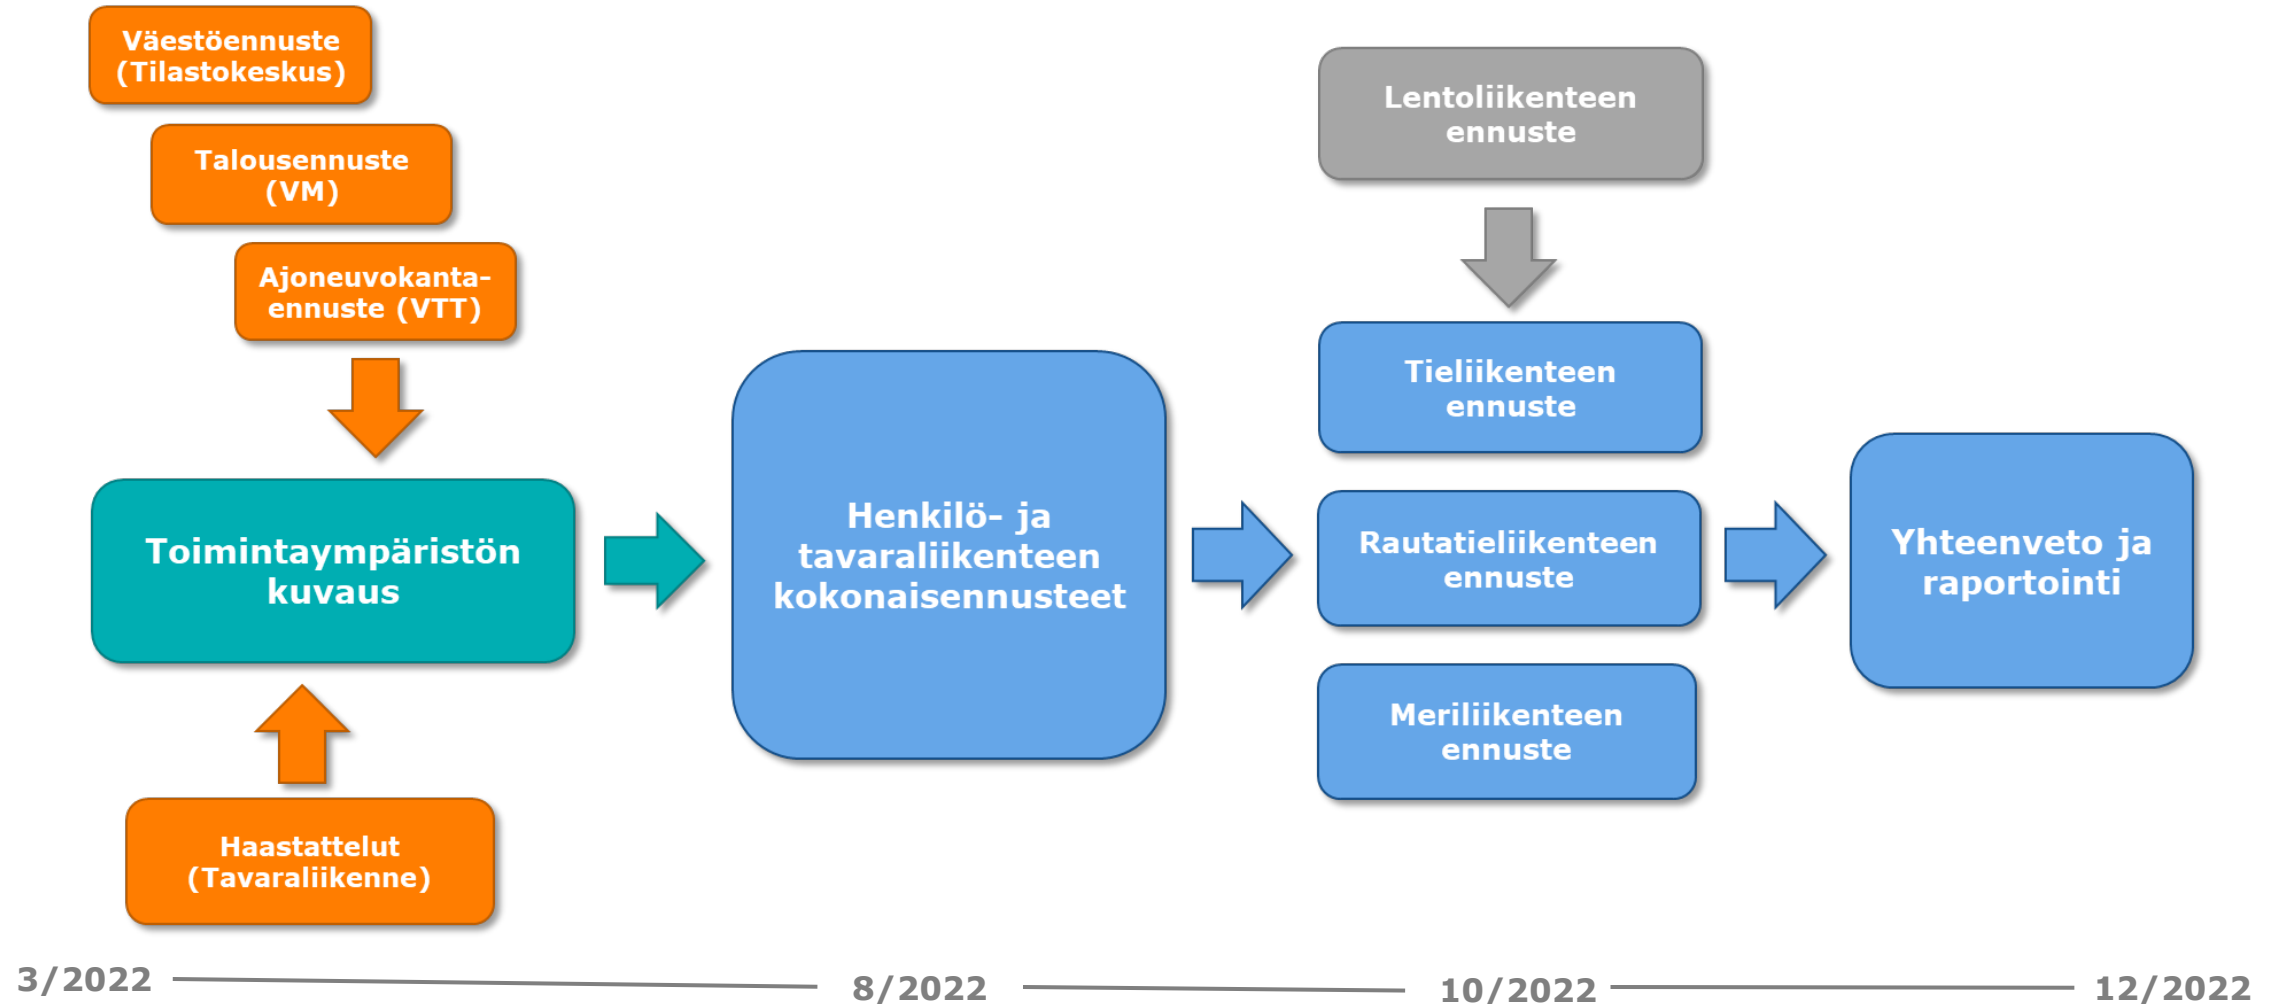 Väestöennuste
(Tilastokeskus)
Talousennuste
(VM)
Ajoneuvokanta-
ennuste (VTT)
Toimintaympäristön
kuvaus
Haastattelut
(Tavaraliikenne)
Henkilö- ja
tavaraliikenteen
kokonaisennusteet
Lentoliikenteen
ennuste
Tieliikenteen
ennuste
Rautatieliikenteen
ennuste
Meriliikenteen
ennuste
Yhteenveto ja
raportointi
3/2022
8/2022
10/2022
12/2022